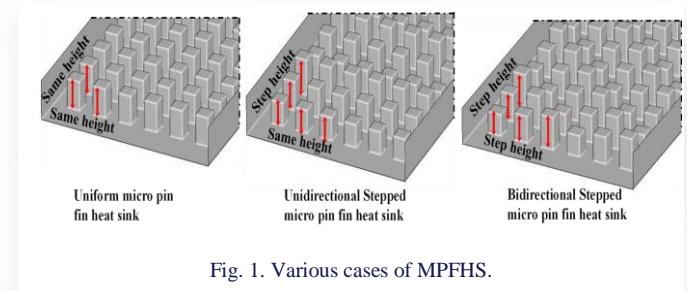 Same height
Same height
Step height
Same height
Step height
Step height
Uniform micro pin
fin heat sink
Unidirectional Stepped
micro pin fin heat sink
Bidirectional Stepped
micro pin fin heat sink
Fig. 1. Various cases of MPFHS.